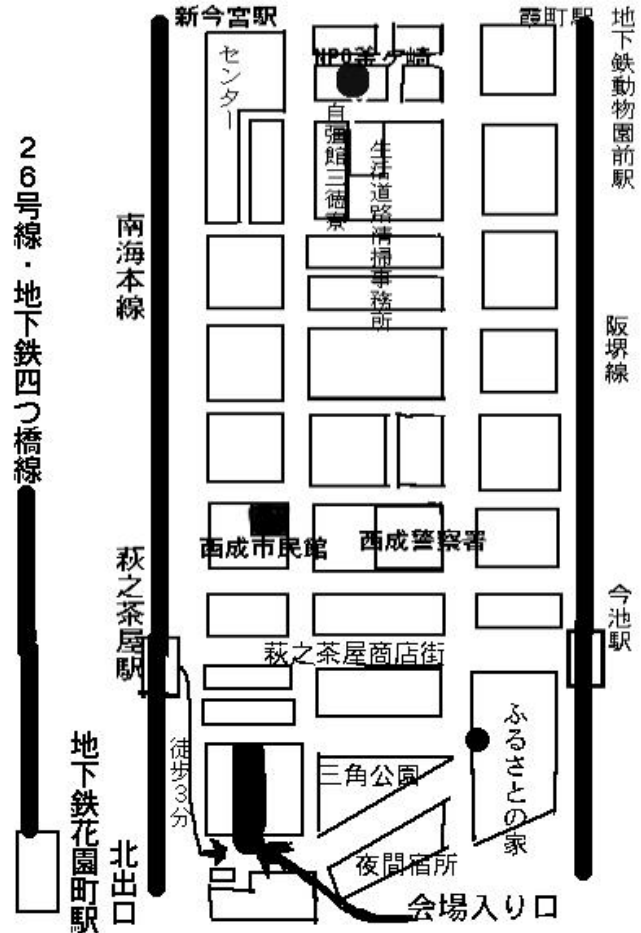 新今宮駅
霞町駅
地下鉄動物園前駅
センター
NPO釜ヶ崎
自彊館三徳寮
生活道路清掃事務所
26号線・地下鉄四つ橋線
南海本線
阪堺線
西成市民館
西成警察署
萩之茶屋駅
今池駅
萩之茶屋商店街
徒歩3分
三角公園
ふるさとの家
地下鉄花園町駅
北出口
夜間宿所
会場入り口